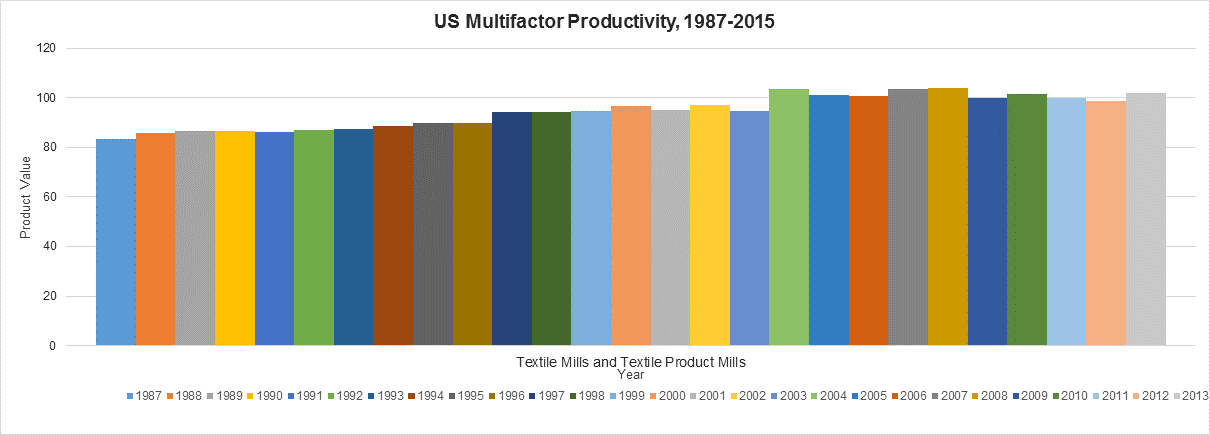 US Multifactor Productivity, 1987-2015
120
100
80
60
40
20
0
Product Value
Textile Mills and Textile Product Mills
Year
1987 1988 1989 1990 1991 1992 1993 1994 1995 1996 1997 1998 1999 2000 2001 2002 2003 2004 2005 2006 2007 2008 2009 2010 2011 2012 2013